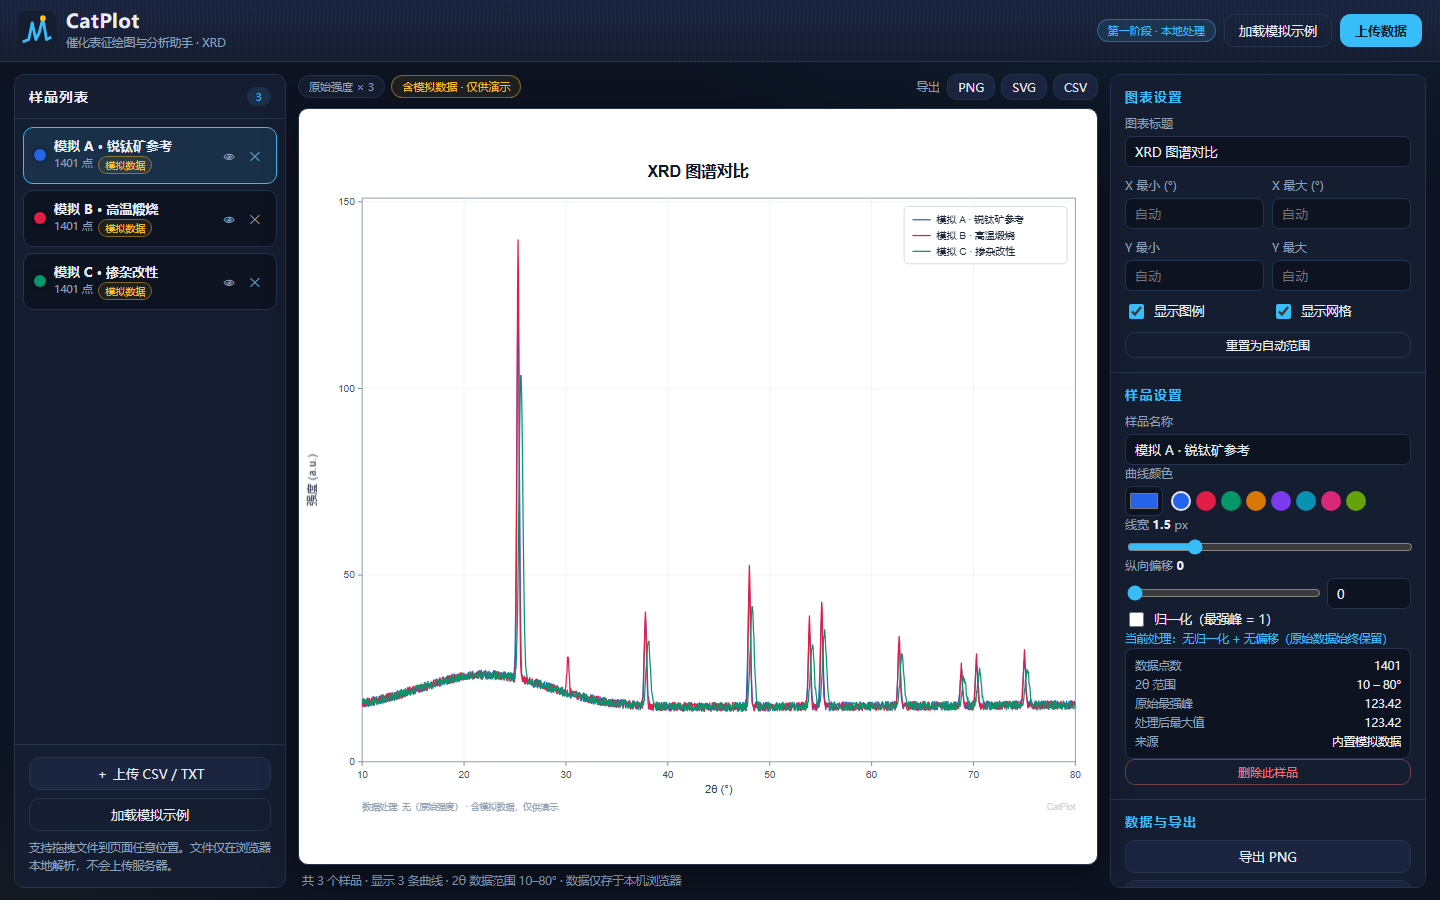 CatPlot
催化表征绘图与分析助手 · XRD
第一阶段 · 本地处理
加载模拟示例
上传数据
样品列表
3
模拟 A • 锐钛矿参考
1401 点 模拟数据
模拟 B • 高温煅烧
1401 点 模拟数据
模拟 C • 掺杂改性
1401 点 模拟数据
+ 上传 CSV / TXT
加载模拟示例
支持拖拽文件到页面任意位置。文件仅在浏览器
本地解析，不会上传服务器。
原始强度 × 3
含模拟数据 · 仅供演示
导出 PNG SVG CSV
XRD 图谱对比
模拟 A · 锐钛矿参考
模拟 B · 高温煅烧
模拟 C · 掺杂改性
150
100
50
0
强度 (a.u.)
10 20 30 40 50 60 70 80
2θ (°)
数据处理: 无（原始强度） · 含模拟数据，仅供演示
CatPlot
共 3 个样品 · 显示 3 条曲线 · 2θ 数据范围 10–80° · 数据仅存于本机浏览器
图表设置
图表标题
XRD 图谱对比
X 最小 (°) X 最大 (°)
自动 自动
Y 最小 Y 最大
自动 自动
显示图例 显示网格
重置为自动范围
样品设置
样品名称
模拟 A · 锐钛矿参考
曲线颜色
线宽 1.5 px
纵向偏移 0
0
归一化（最强峰 = 1）
当前处理：无归一化 + 无偏移（原始数据始终保留）
数据点数 1401
2θ 范围 10 – 80°
原始最强峰 123.42
处理后最大值 123.42
来源 内置模拟数据
删除此样品
数据与导出
导出 PNG